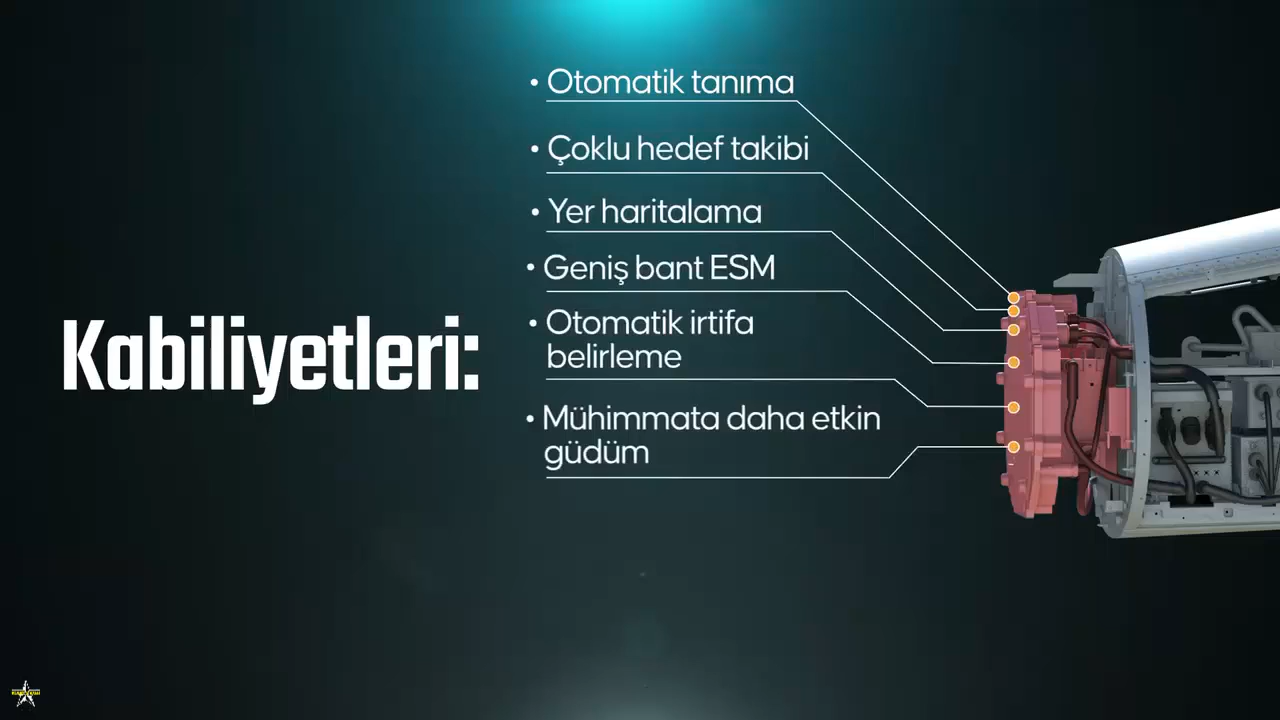 • Otomatik tanıma
• Çoklu hedef takibi
• Yer haritalama
• Geniş bant ESM
• Otomatik irtifa
belirleme
• Mühimmata daha etkin
güdüm
Kabiliyetleri: